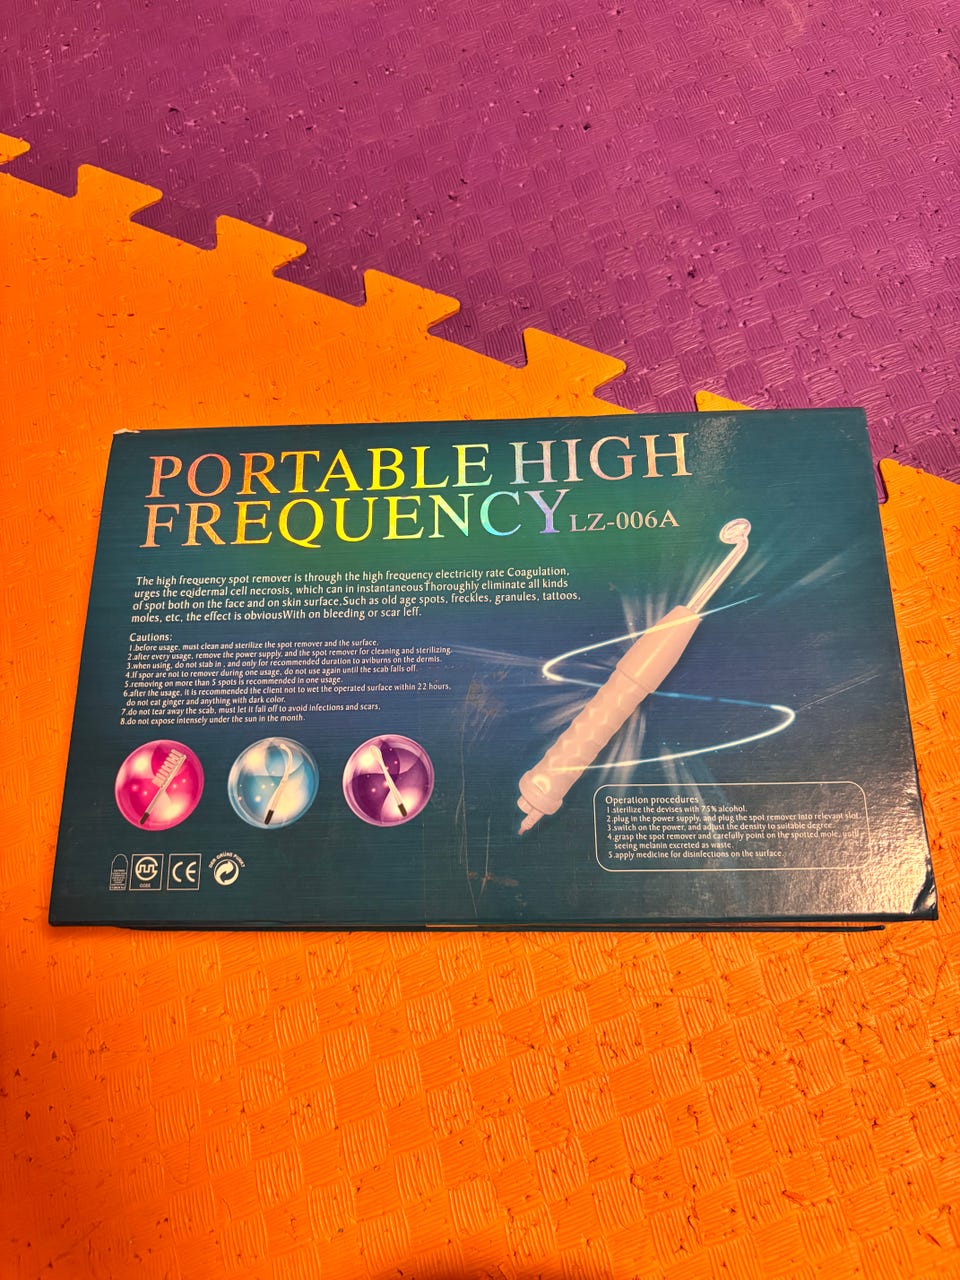 PORTABLE HIGH
FREQUENCY LZ-006A
The high frequency spot remover is through the high frequency electricity rate Coagulation,
urges the eqidermal cell necrosis, which can in instantaneousThoroughly eliminate all kinds
of spot both on the face and on skin surface,Such as old age spots, freckles, granules, tattoos,
moles, etc, the effect is obviousWith on bleeding or scar leff.
Cautions:
1.before usage, must clean and sterilize the spot remover and the surface.
2.after every usage, remove the power supply, and the spot remover for cleaning and sterilizing.
3.when using, do not stab in , and only for recommended duration to aviburns on the dermis.
4.If spor are not to remover during one usage, do not use again until the scab falls off.
5.removing on more than 5 spots is recommended in one usage.
6.after the usage, it is recommended the client not to wet the operated surface within 22 hours,
do not eat ginger and anything with dark color.
7.do not tear away the scab, must let it fall off to avoid infections and scars.
8.do not expose intensely under the sun in the month.
Operation procedures
1.sterilize the devises with 75% alcohol.
2.plug in the power supply, and plug the spot remover into relevant slot.
3.switch on the power, and adjust the density to suitable degree.
4.grasp the spot remover and carefully point on the spotted mole, until
seeing melanin excreted as waste.
5.apply medicine for disinfections on the surface.
CE
DER GRÜNE PUNKT